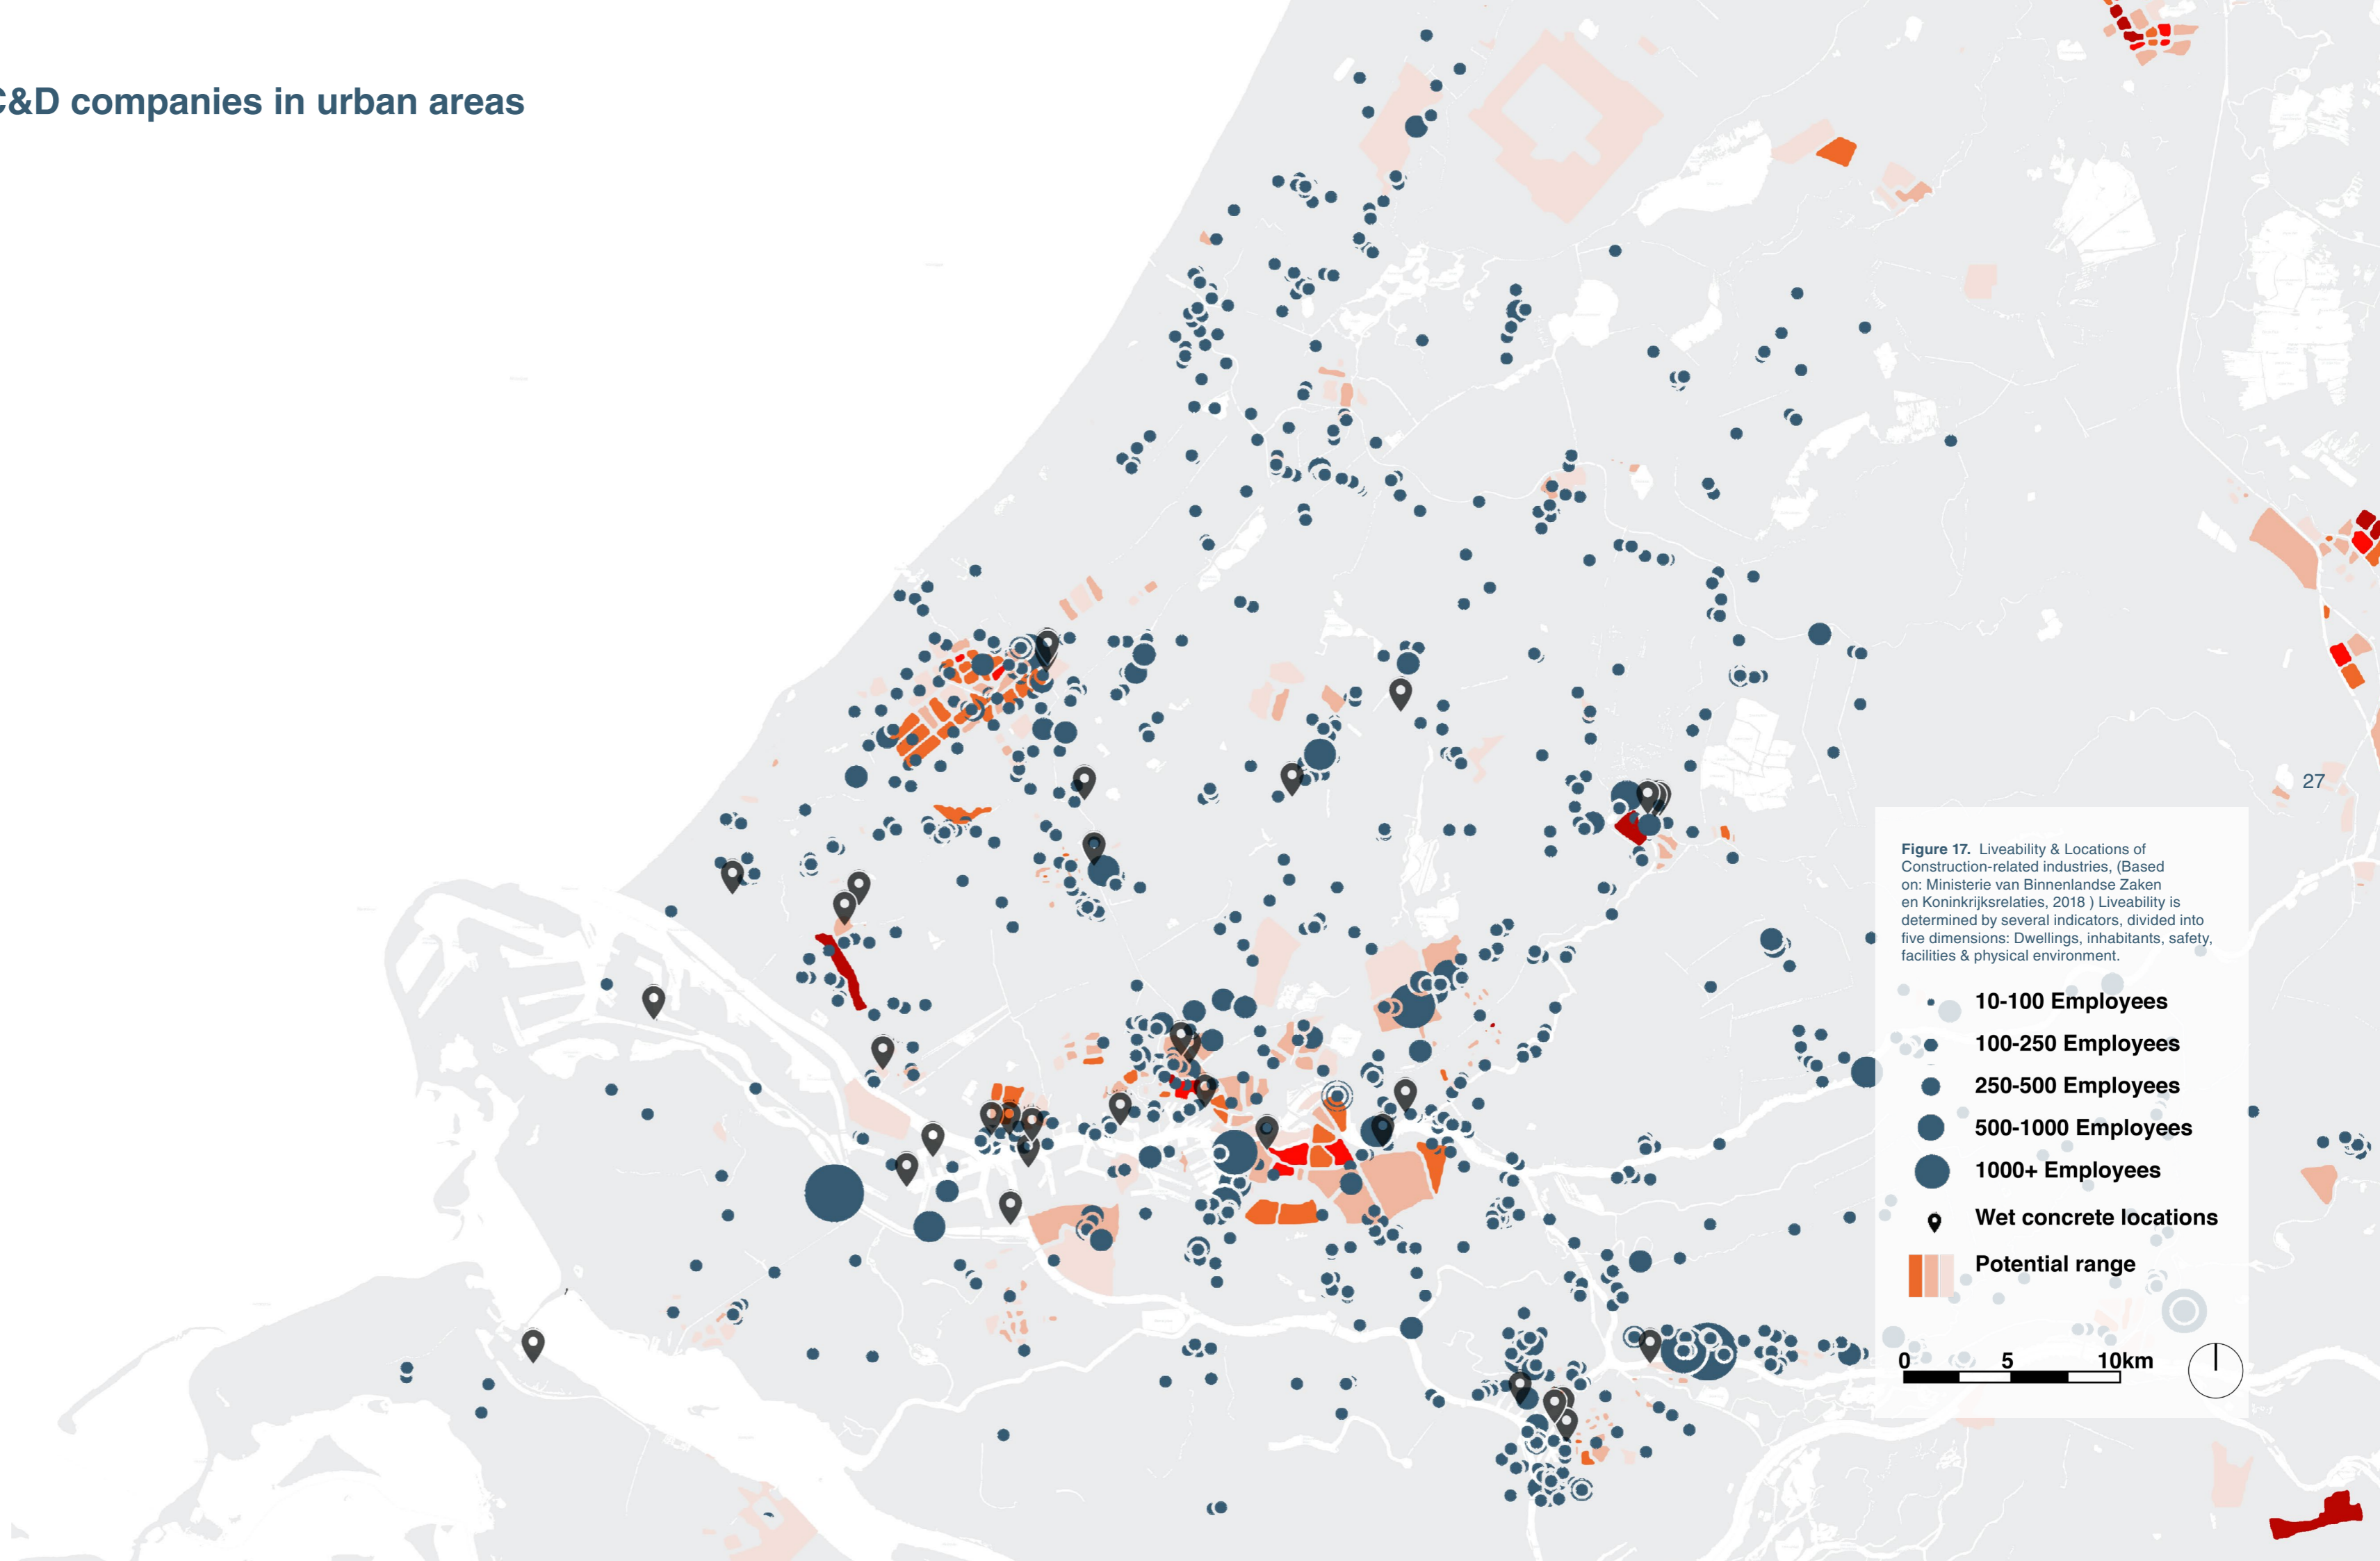 C&D companies in urban areas
27
Figure 17. Liveability & Locations of
Construction-related industries, (Based
on: Ministerie van Binnenlandse Zaken
en Koninkrijksrelaties, 2018 ) Liveability is
determined by several indicators, divided into
five dimensions: Dwellings, inhabitants, safety,
facilities & physical environment.
10-100 Employees
100-250 Employees
250-500 Employees
500-1000 Employees
1000+ Employees
Wet concrete locations
Potential range
0 5 10km